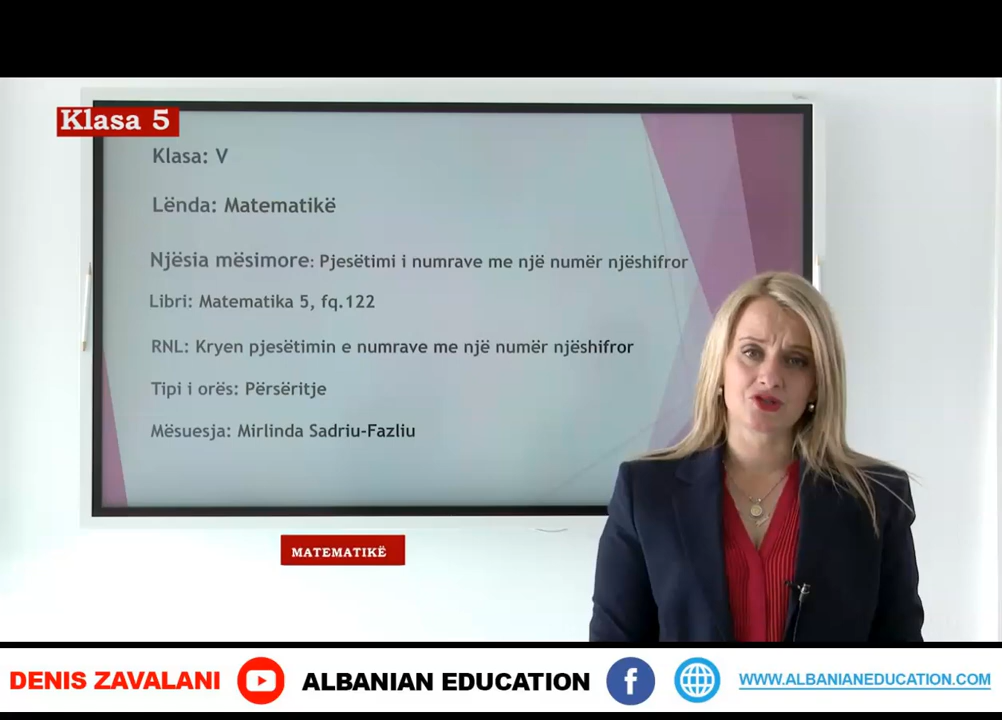 Klasa 5
Klasa: V
Lënda: Matematikë
Njësia mësimore: Pjesëtimi i numrave me një numër njëshifror
Libri: Matematika 5, fq.122
RNL: Kryen pjesëtimin e numrave me një numër njëshifror
Tipi i orës: Përsëritje
Mësuesja: Mirlinda Sadriu-Fazliu
MATEMATIKË
DENIS ZAVALANI ALBANIAN EDUCATION f WWW.ALBANIANEDUCATION.COM